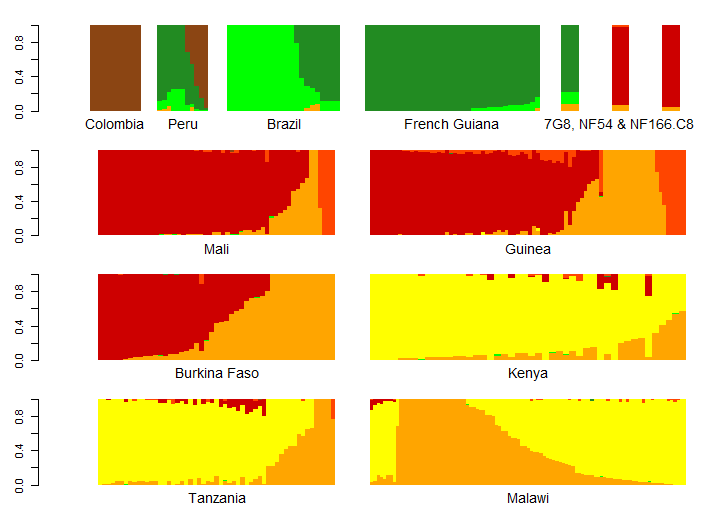 0.0 0.4 0.8
Colombia Peru Brazil French Guiana 7G8, NF54 & NF166.C8
0.0 0.4 0.8
Mali Guinea
0.0 0.4 0.8
Burkina Faso Kenya
0.0 0.4 0.8
Tanzania Malawi